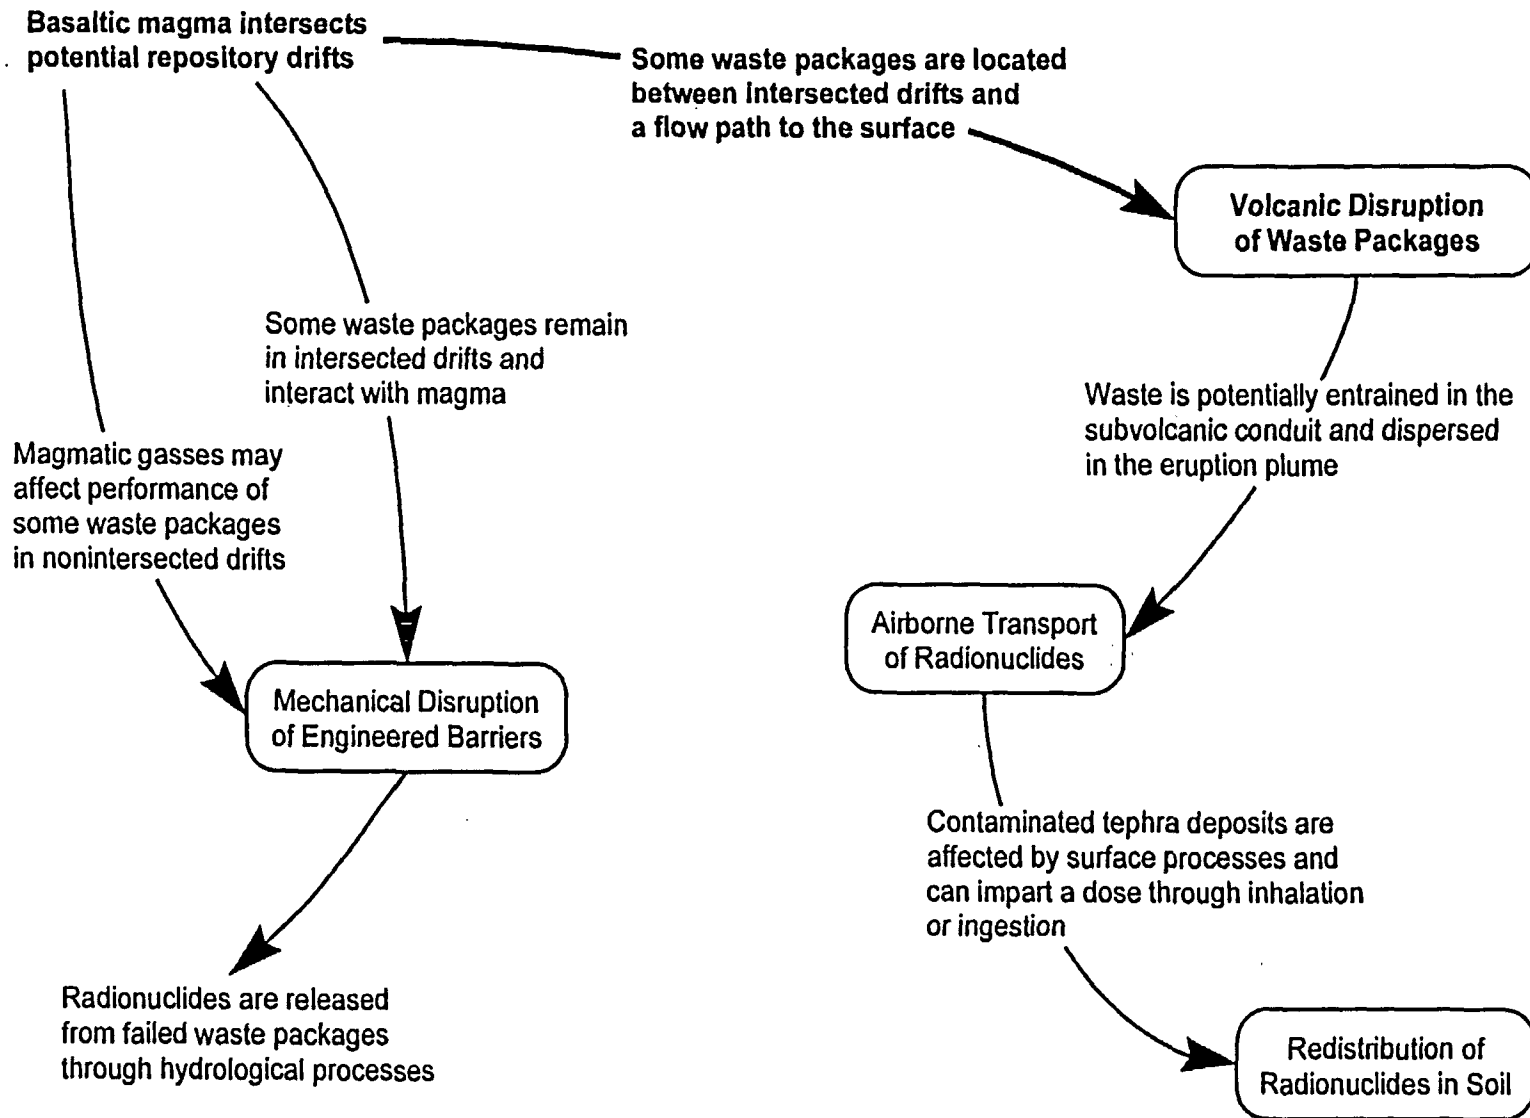 Basaltic magma intersects
potential repository drifts
Some waste packages are located
between intersected drifts and
a flow path to the surface
Volcanic Disruption
of Waste Packages
Some waste packages remain
in intersected drifts and
interact with magma
Waste is potentially entrained in the
subvolcanic conduit and dispersed
in the eruption plume
Magmatic gasses may
affect performance of
some waste packages
in nonintersected drifts
Airborne Transport
of Radionuclides
Mechanical Disruption
of Engineered Barriers
Contaminated tephra deposits are
affected by surface processes and
can impart a dose through inhalation
or ingestion
Radionuclides are released
from failed waste packages
through hydrological processes
Redistribution of
Radionuclides in Soil